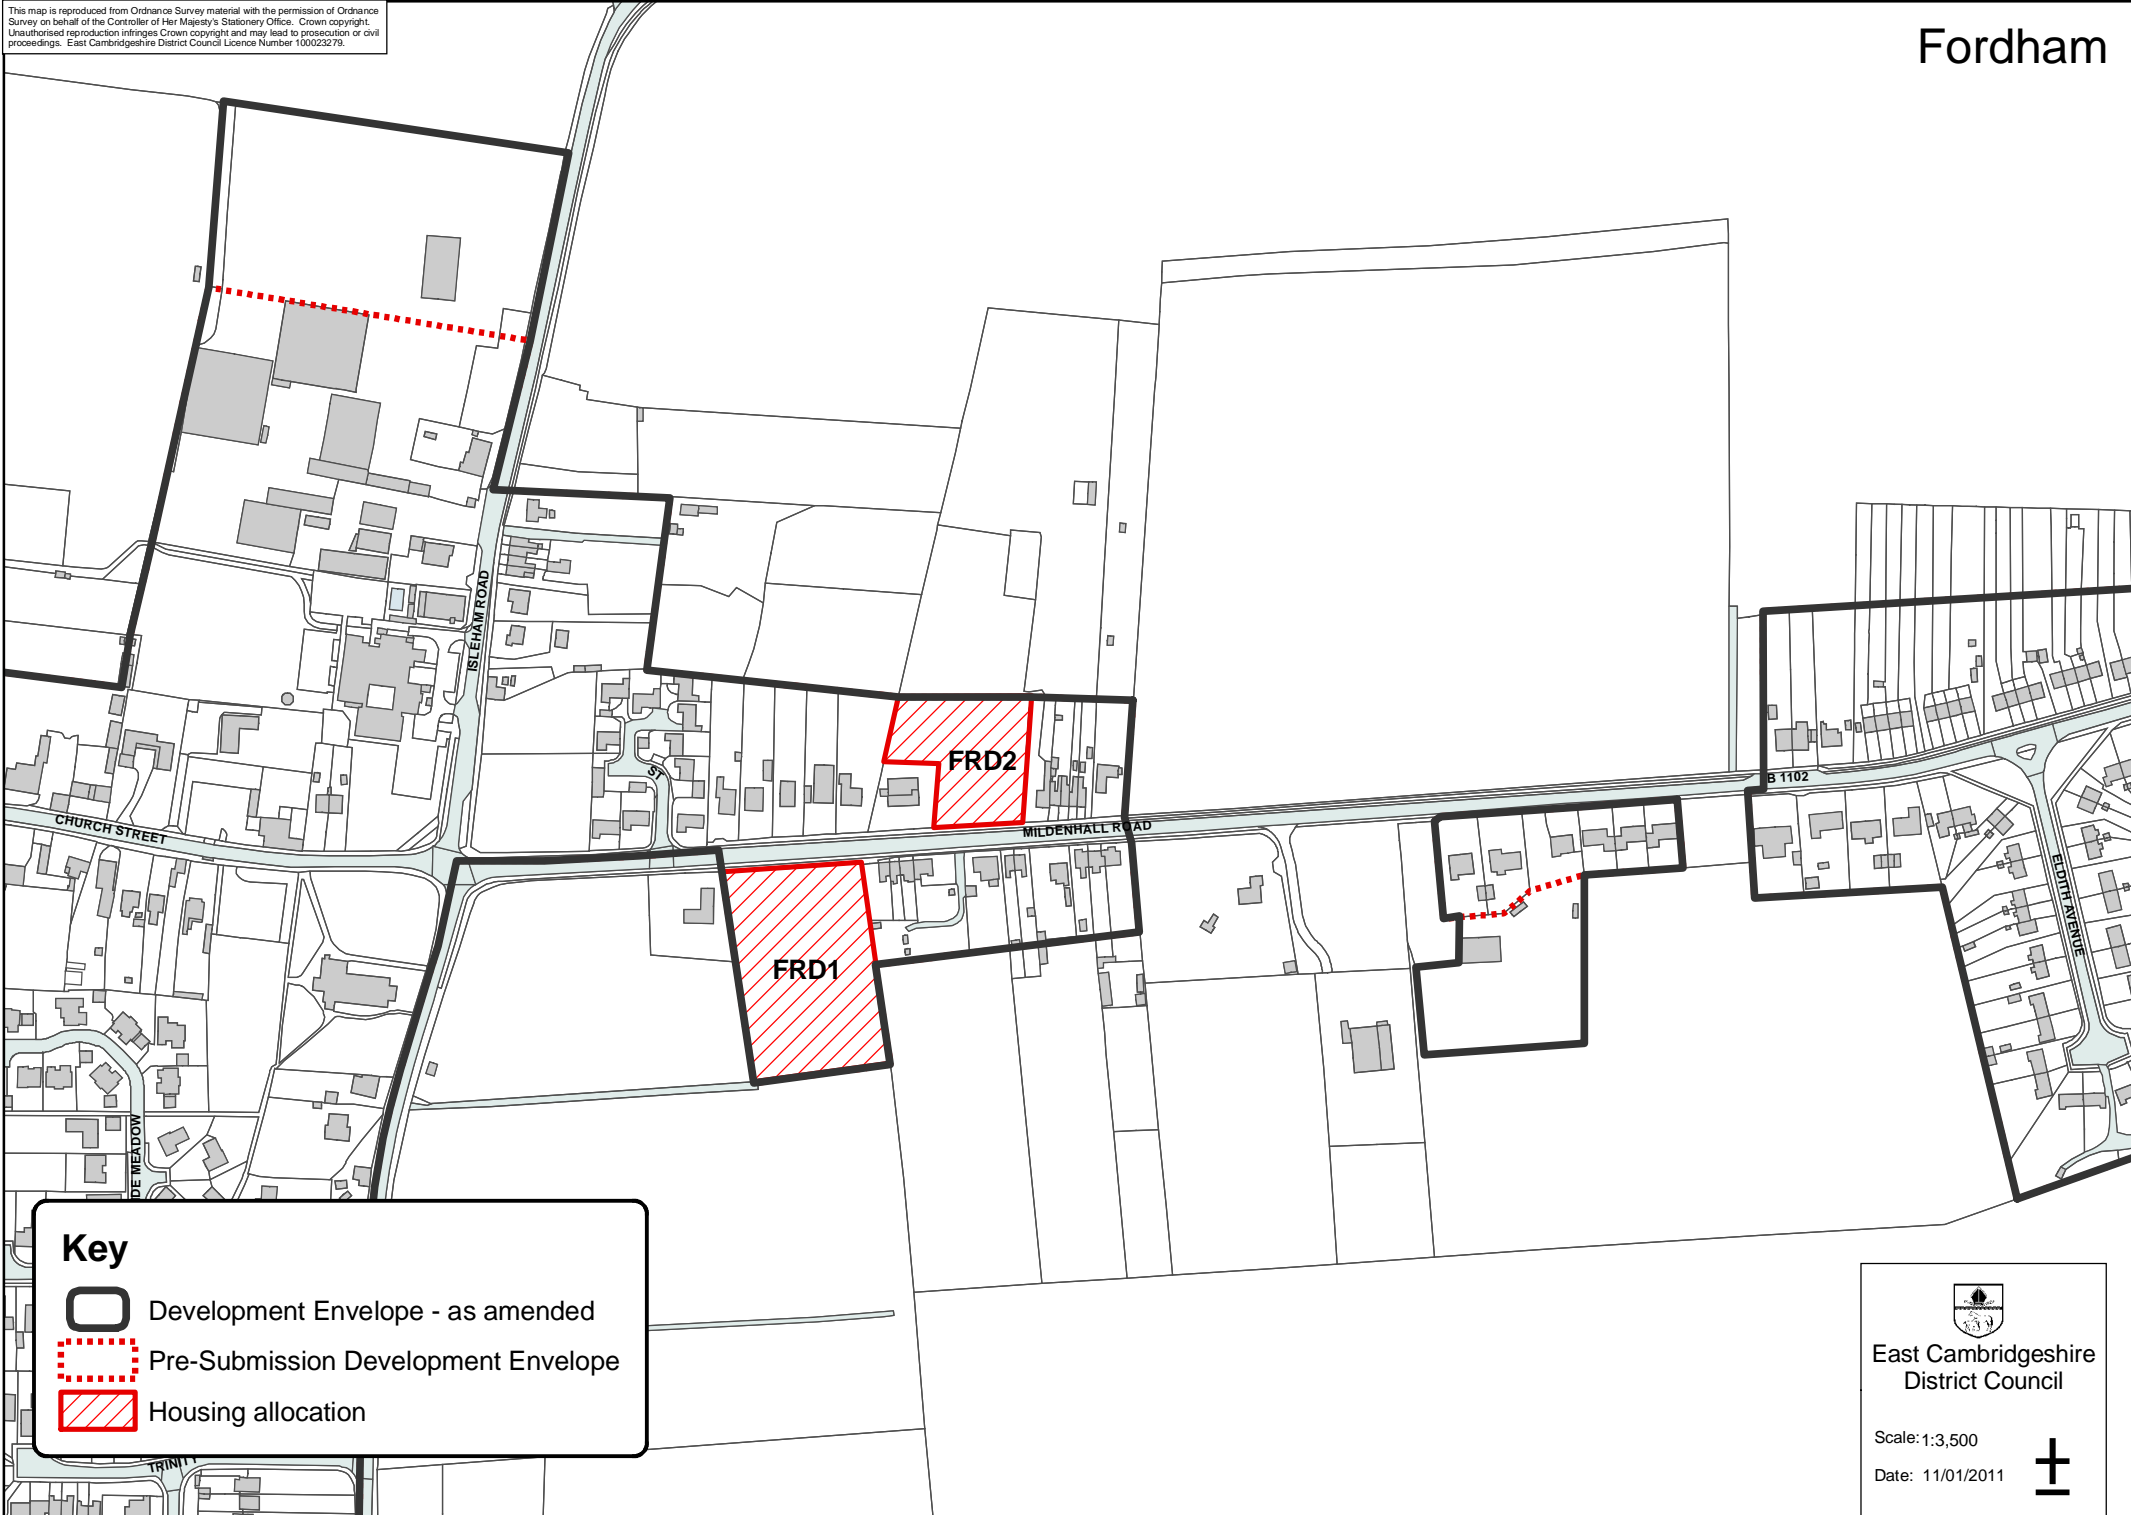 This map is reproduced from Ordnance Survey material with the permission of Ordnance
Survey on behalf of the Controller of Her Majesty's Stationery Office. Crown copyright.
Unauthorised reproduction infringes Crown copyright and may lead to prosecution or civil
proceedings. East Cambridgeshire District Council Licence Number 100023279.
Fordham
ISLEHAM ROAD
FRD2
ST
B 1102
CHURCH STREET
MILDENHALL ROAD
ELDITH AVENUE
FRD1
IDE MEADOW
Key
Development Envelope - as amended
Pre-Submission Development Envelope
Housing allocation
TRINITY
East Cambridgeshire
District Council
Scale: 1:3,500
Date: 11/01/2011